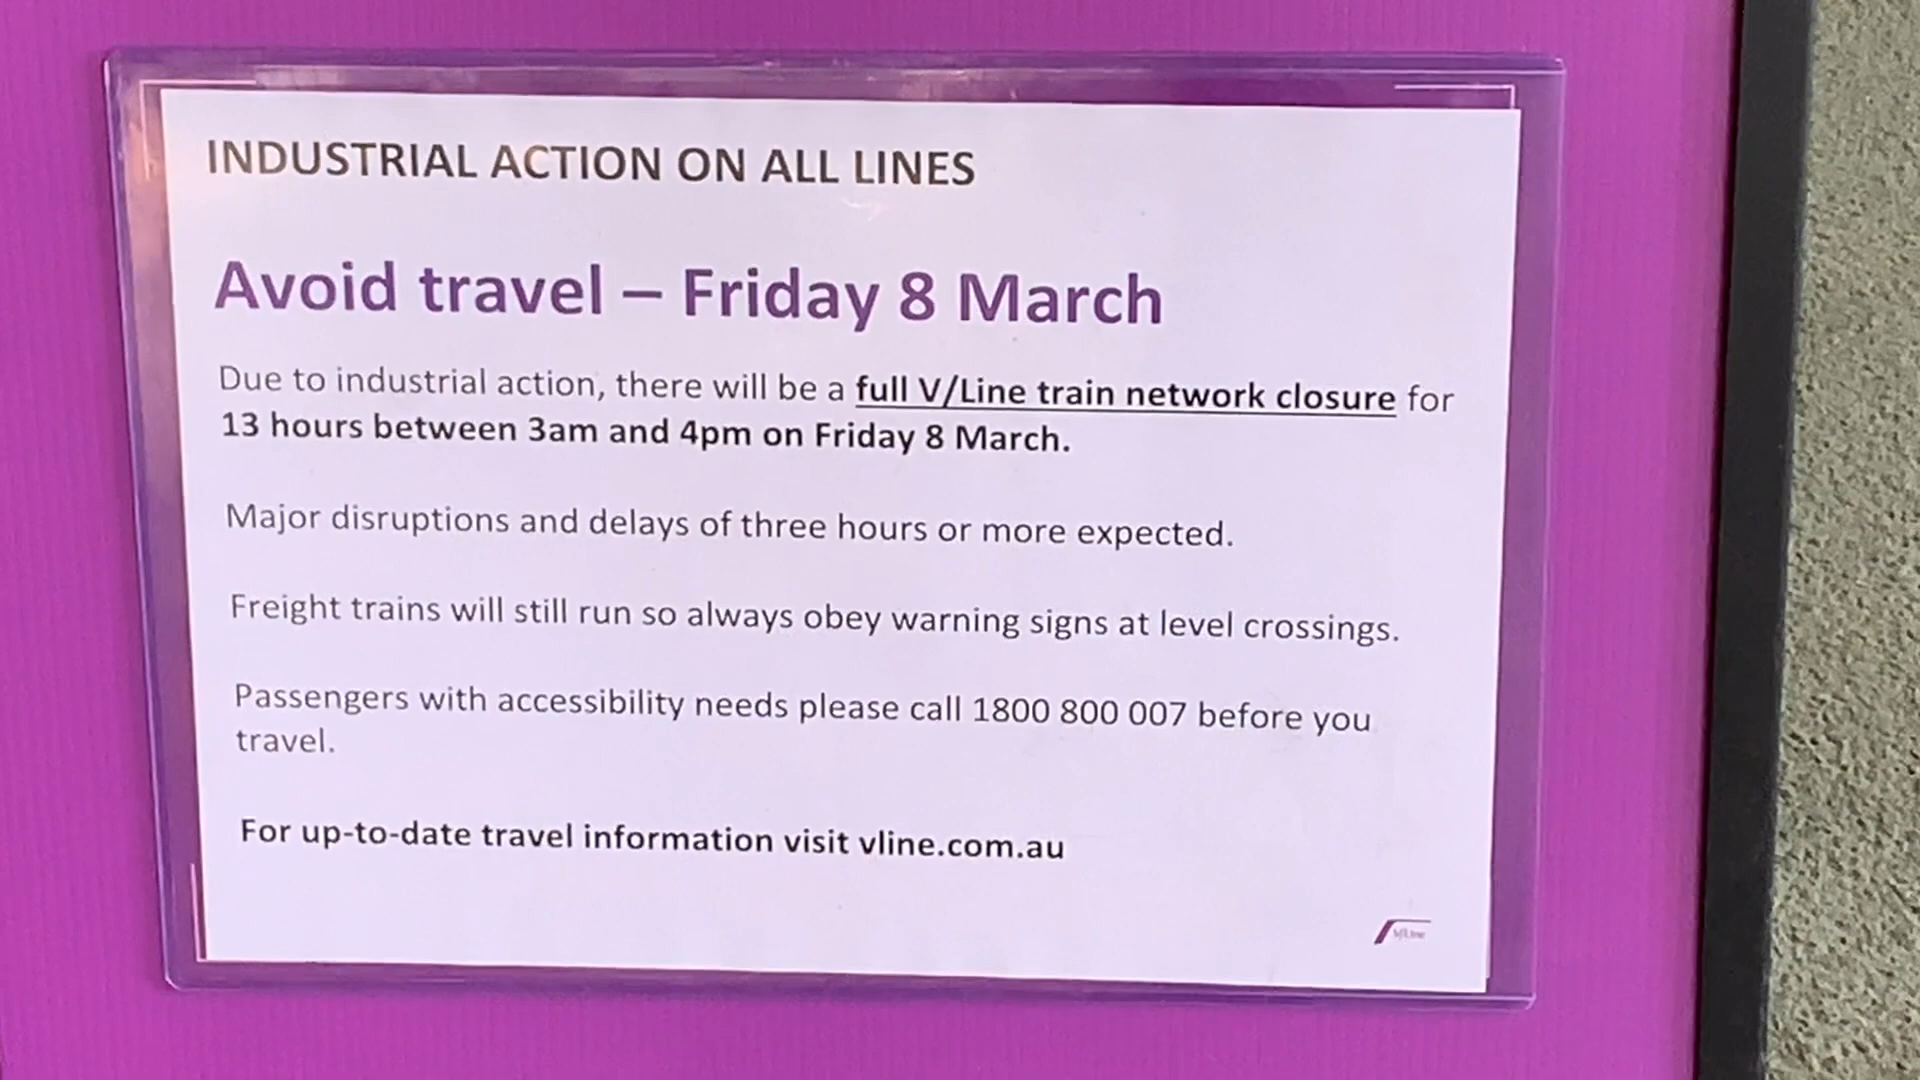 INDUSTRIAL ACTION ON ALL LINES
Avoid travel – Friday 8 March
Due to industrial action, there will be a full V/Line train network closure for
13 hours between 3am and 4pm on Friday 8 March.
Major disruptions and delays of three hours or more expected.
Freight trains will still run so always obey warning signs at level crossings.
Passengers with accessibility needs please call 1800 800 007 before you
travel.
For up-to-date travel information visit vline.com.au
V/Line